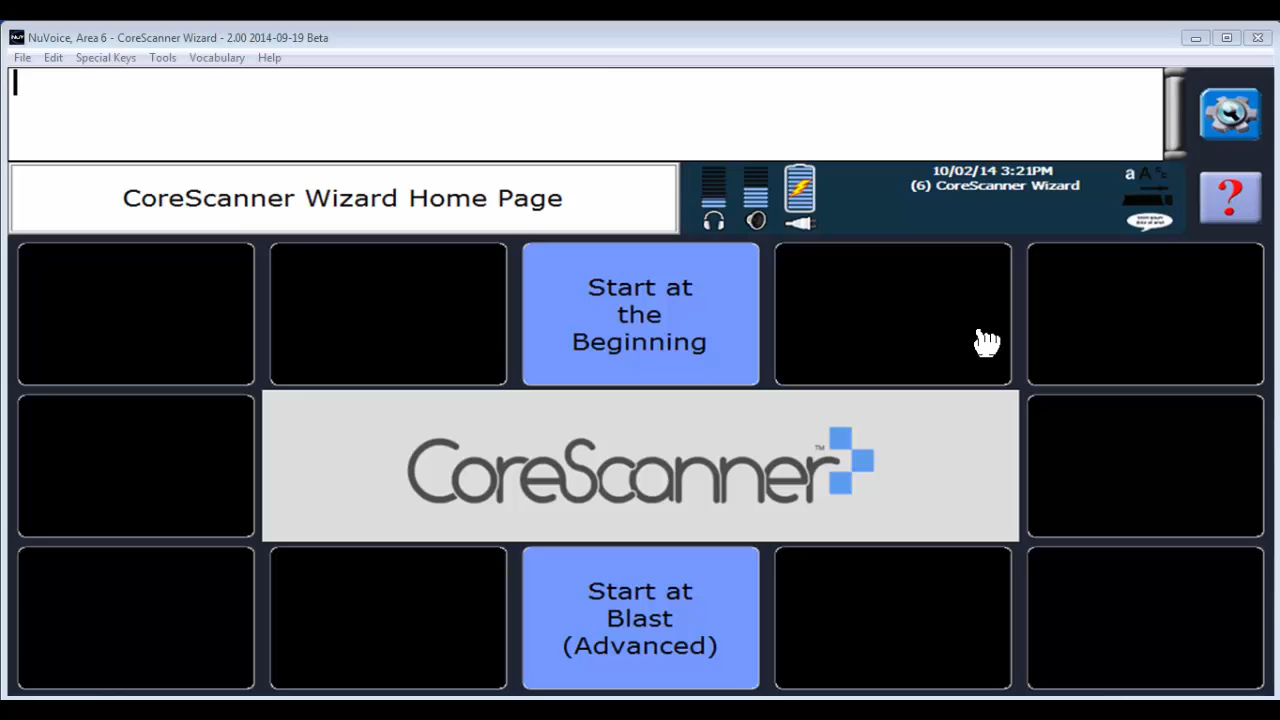 NuVoice, Area 6 - CoreScanner Wizard - 2.00 2014-09-19 Beta
File Edit Special Keys Tools Vocabulary Help
10/02/14 3:21PM
(6) CoreScanner Wizard
CoreScanner Wizard Home Page
a A
?
Start at
the
Beginning
CoreScanner™
Start at
Blast
(Advanced)